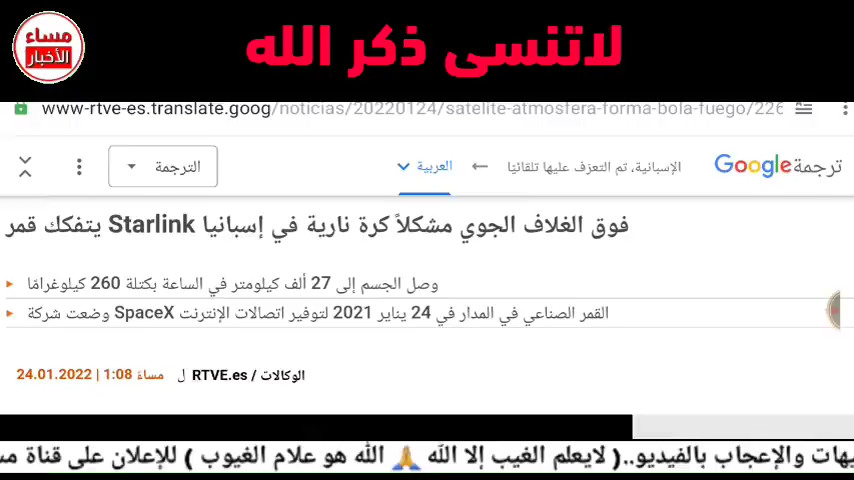 مساء
الأخبار
لاتنسى ذكر الله
www-rtve-es.translate.goog/noticias/20220124/satelite-atmosfera-forma-bola-fuego/226
ترجمة Google
الإسبانية، تم التعرّف عليها تلقائيًا ← العربية
الترجمة
فوق الغلاف الجوي مشكلاً كرة نارية في إسبانيا Starlink يتفكك قمر
وصل الجسم إلى 27 ألف كيلومتر في الساعة بكتلة 260 كيلوغرامًا
القمر الصناعي في المدار في 24 يناير 2021 لتوفير اتصالات الإنترنت SpaceX وضعت شركة
24.01.2022 | 1:08 مساءً ل RTVE.es / الوكالات
يهات والإعجاب بالفيديو..( لايعلم الغيب إلا الله 🙏 الله هو علام الغيوب ) للإعلان على قناة مس